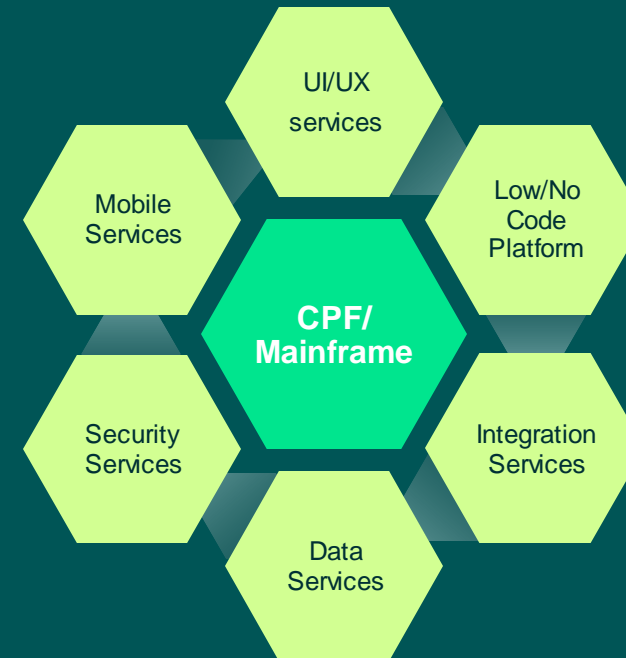 UI/UX
services
Mobile
Services
Low/No
Code
Platform
CPF/
Mainframe
Security
Services
Integration
Services
Data
Services